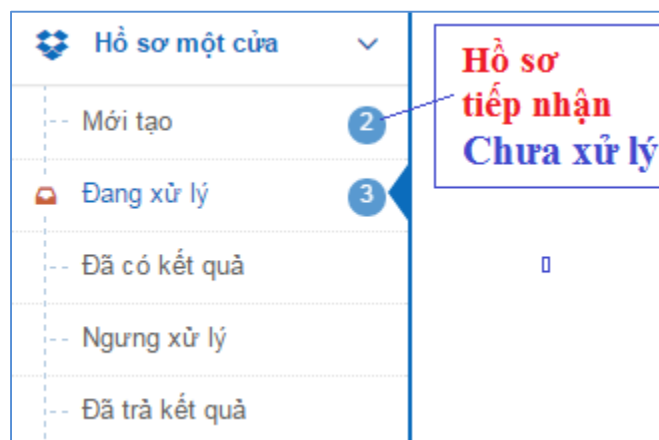 Hồ sơ một cửa
Mới tạo 2
Đang xử lý 3
Đã có kết quả
Ngưng xử lý
Đã trả kết quả
Hồ sơ
tiếp nhận
Chưa xử lý